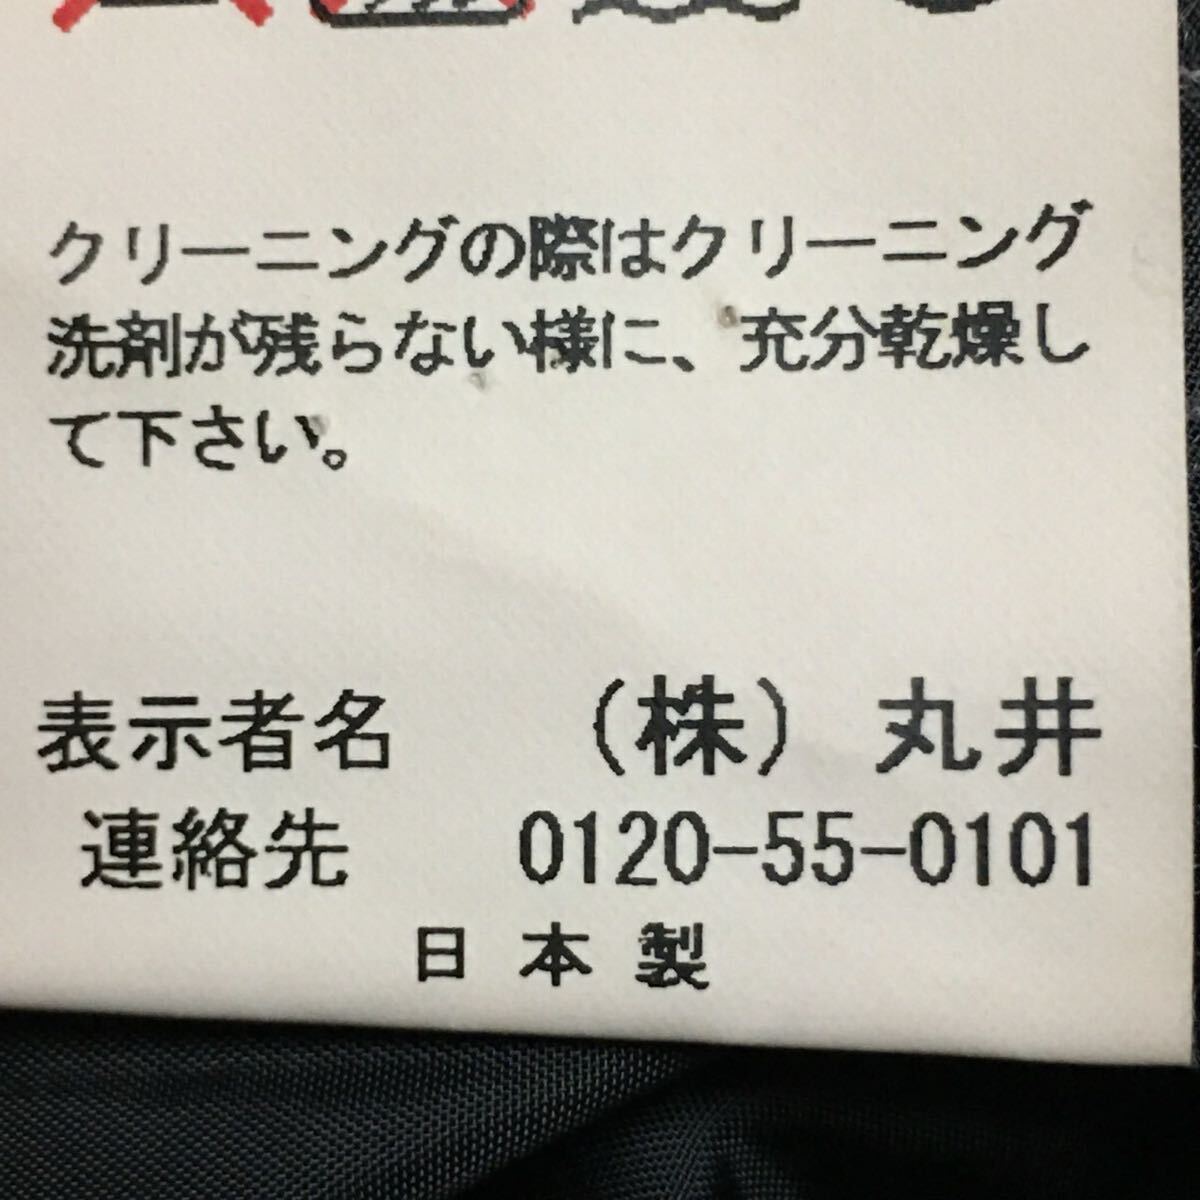 クリーニングの際はクリーニング
洗剤が残らない様に、充分乾燥し
て下さい。
表示者名 (株) 丸井
連絡先 0120-55-0101
日本製